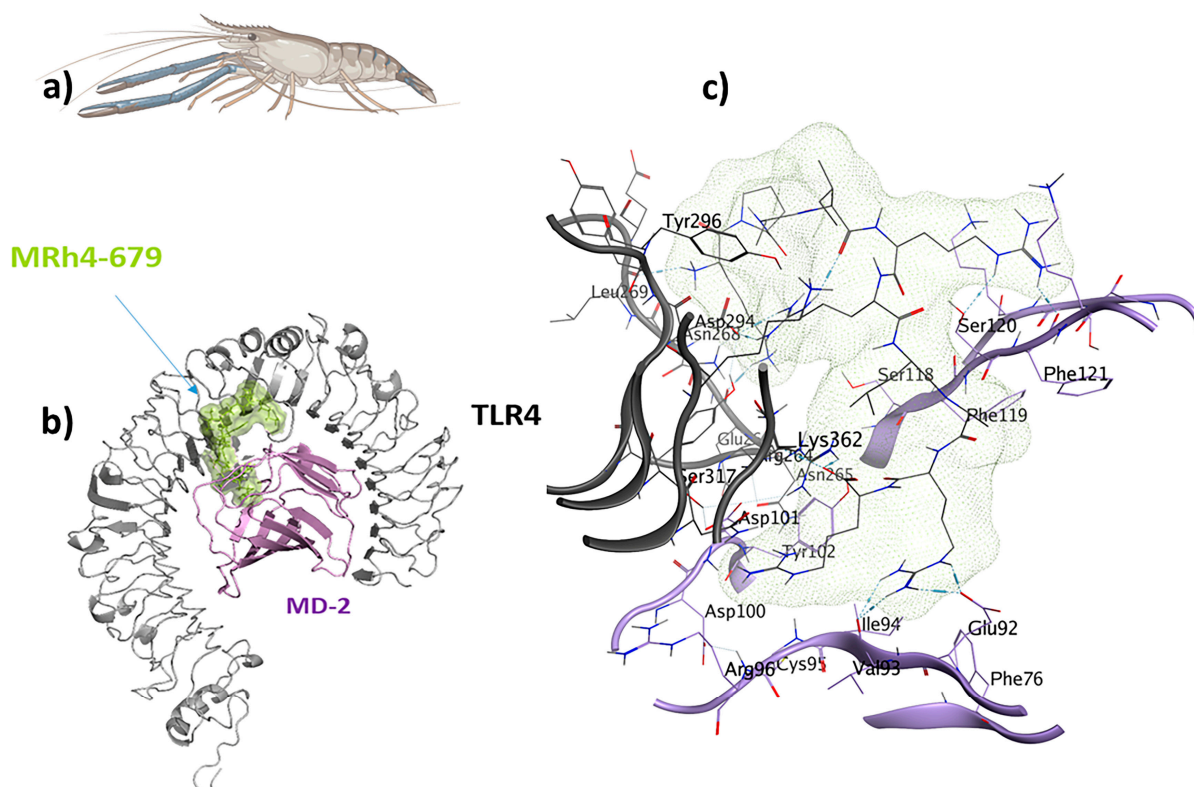 a)
c)
MRh4-679
b)
MD-2
TLR4
Tyr296
Leu269
Asp294
Asn268
Ser120
Phe121
Ser118
Phe119
Lys362
Arg264
Asn265
Asp101
Tyr102
Asp100
Ile94
Glu92
Arg96
Cys95
Val93
Phe76